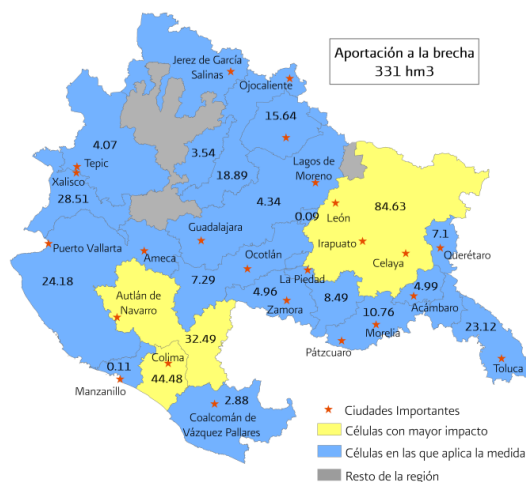 Aportación a la brecha
331 hm3
Jerez de García
Salinas
Ojocaliente
15.64
4.07
3.54
Tepic
Xalisco
18.89
Lagos de
Moreno
28.51
4.34
0.09
León
84.63
Guadalajara
Irapuato
7.1
Puerto Vallarta
Ameca
Ocotlán
Celaya
Querétaro
24.18
7.29
La Piedad
4.96
8.49
4.99
Autlán de
Navarro
Zamora
10.76
Acámbaro
32.49
Morelia
23.12
Colima
Pátzcuaro
0.11
44.48
Toluca
Manzanillo
2.88
Coalcomán de
Vázquez Pallares
Ciudades Importantes
Células con mayor impacto
Células en las que aplica la medida
Resto de la región